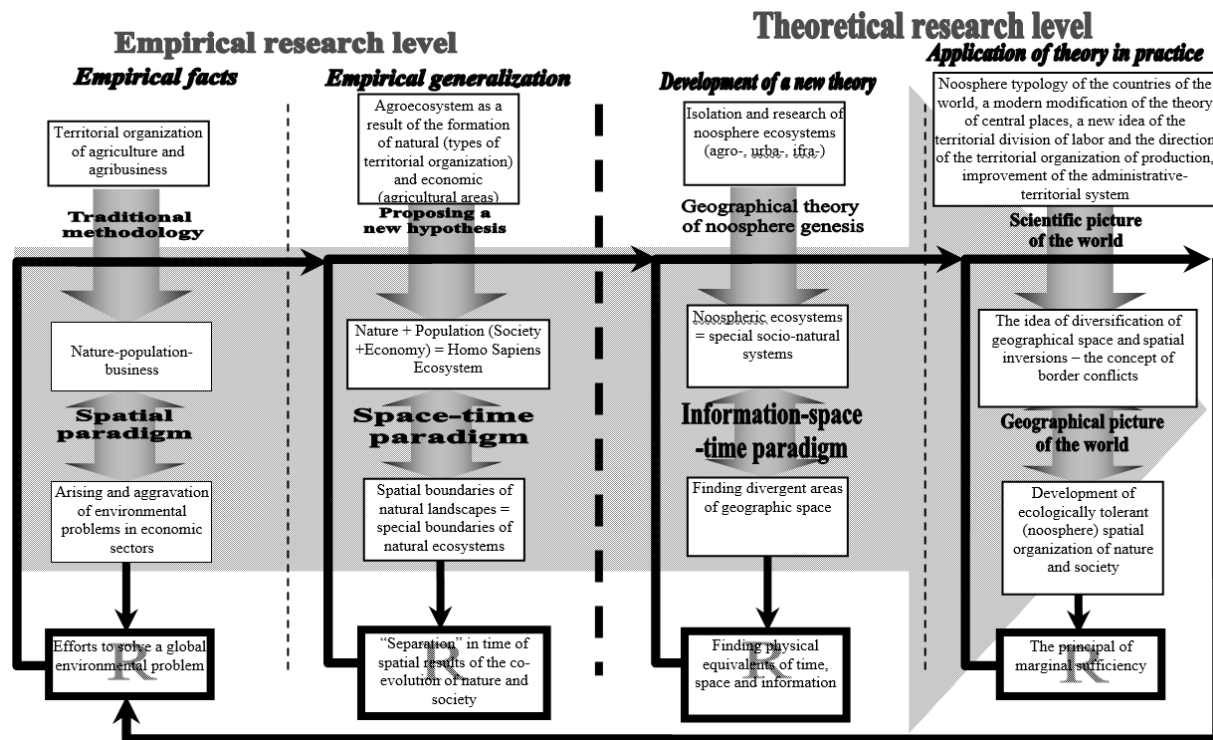 Empirical research level
Theoretical research level
Empirical facts
Empirical generalization
Development of a new theory
Application of theory in practice
Territorial organization
of agriculture and
agribusiness
Traditional
methodology
Nature-population-
business
Spatial
paradigm
Arising and aggravation
of environmental
problems in economic
sectors
Efforts to solve a global
environmental problem
R
Agroecosystem as a
result of the formation
of natural (types of
territorial organization)
and economic
(agricultural areas)
Proposing a
new hypothesis
Nature + Population (Society
+Economy) = Homo Sapiens
Ecosystem
Space-time
paradigm
Spatial boundaries of
natural landscapes =
special boundaries of
natural ecosystems
“Separation” in time of
spatial results of the co-
evolution of nature and
society
R
Isolation and research of
noosphere ecosystems
(agro-, urba-, ifra-)
Geographical theory
of noosphere genesis
Noospheric ecosystems
= special socio-natural
systems
Information-space
-time paradigm
Finding divergent areas
of geographic space
Finding physical
equivalents of time,
space and information
R
Noosphere typology of the countries of the
world, a modern modification of the theory
of central places, a new idea of the
territorial division of labor and the direction
of the territorial organization of production,
improvement of the administrative-
territorial system
Scientific picture
of the world
The idea of diversification of
geographical space and spatial
inversions – the concept of
border conflicts
Geographical picture
of the world
Development of
ecologically tolerant
(noosphere) spatial
organization of nature
and society
The principal of
marginal sufficiency
R